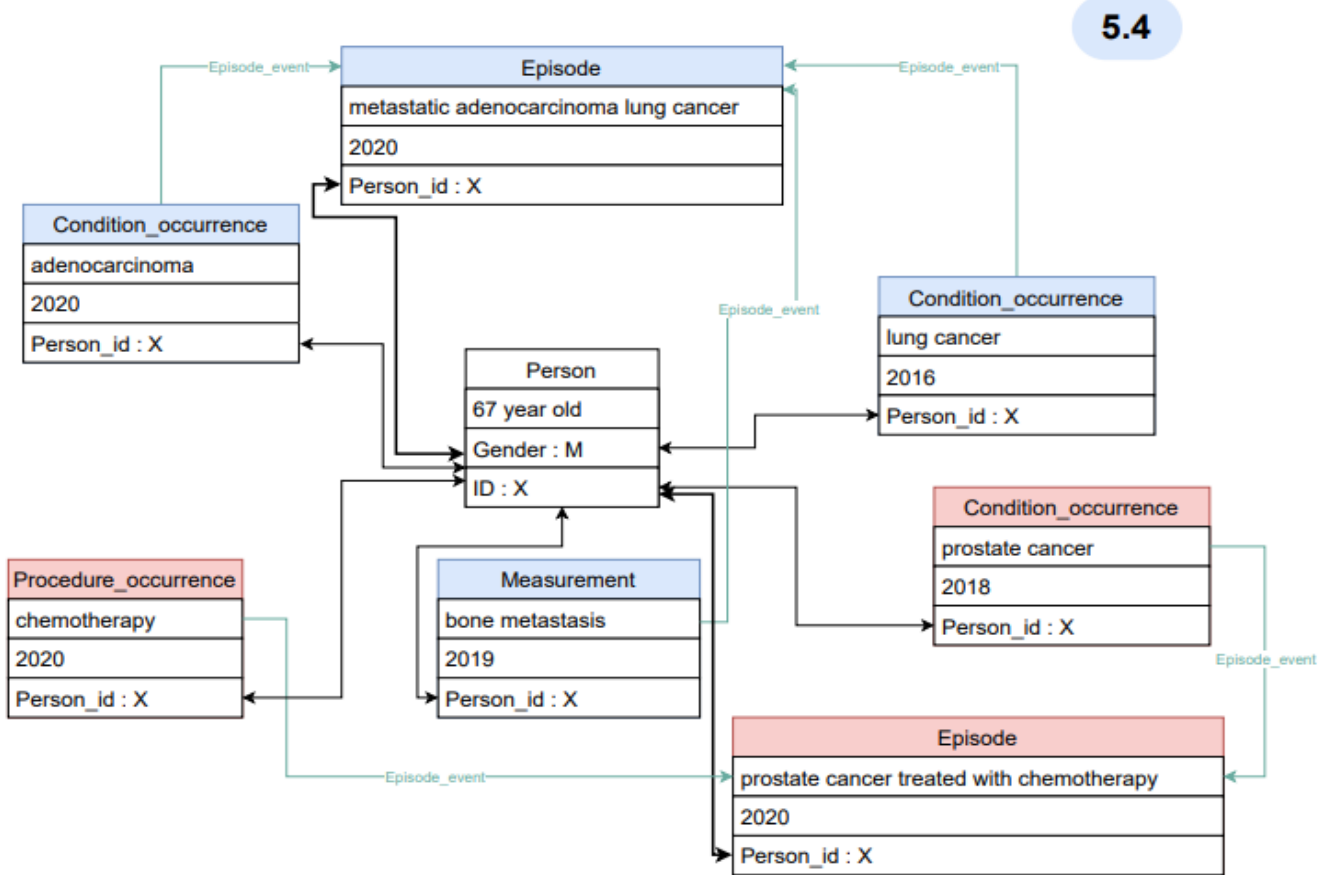 5.4
Episode_event
Episode
Episode_event
metastatic adenocarcinoma lung cancer
2020
Person_id : X
Condition_occurrence
adenocarcinoma
2020
Person_id : X
Condition_occurrence
lung cancer
2016
Person_id : X
Episode_event
Person
67 year old
Gender : M
ID : X
Condition_occurrence
prostate cancer
2018
Person_id : X
Episode_event
Procedure_occurrence
chemotherapy
2020
Person_id : X
Measurement
bone metastasis
2019
Person_id : X
Episode_event
Episode
prostate cancer treated with chemotherapy
2020
Person_id : X